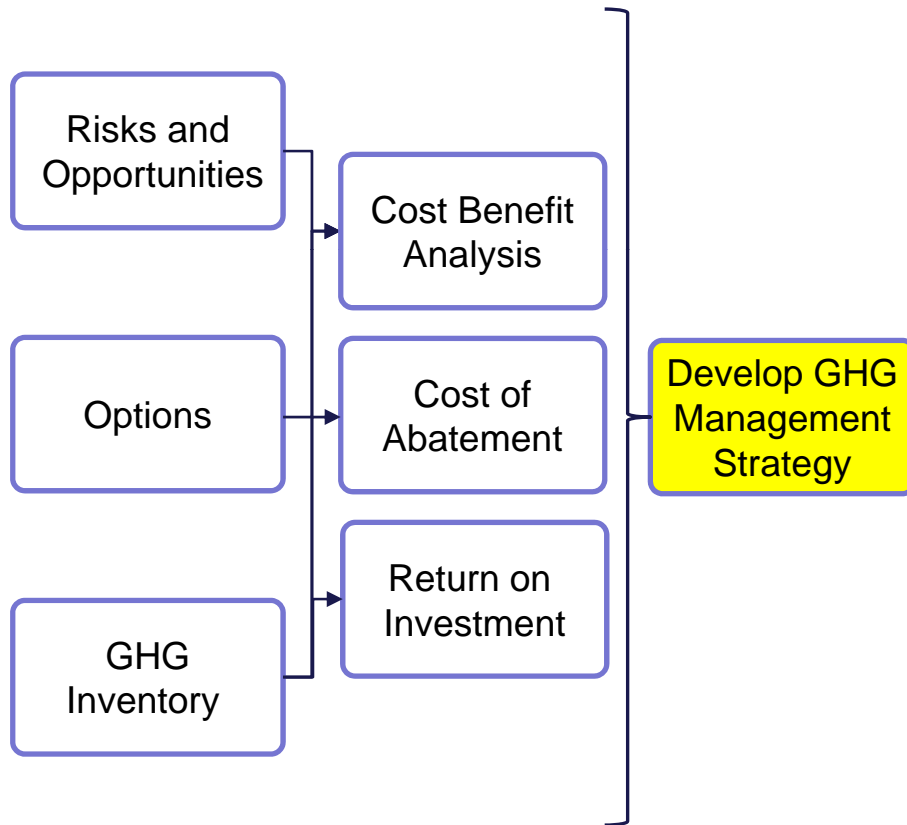 Risks and
Opportunities
Options
GHG
Inventory
Cost Benefit
Analysis
Cost of
Abatement
Return on
Investment
Develop GHG
Management
Strategy